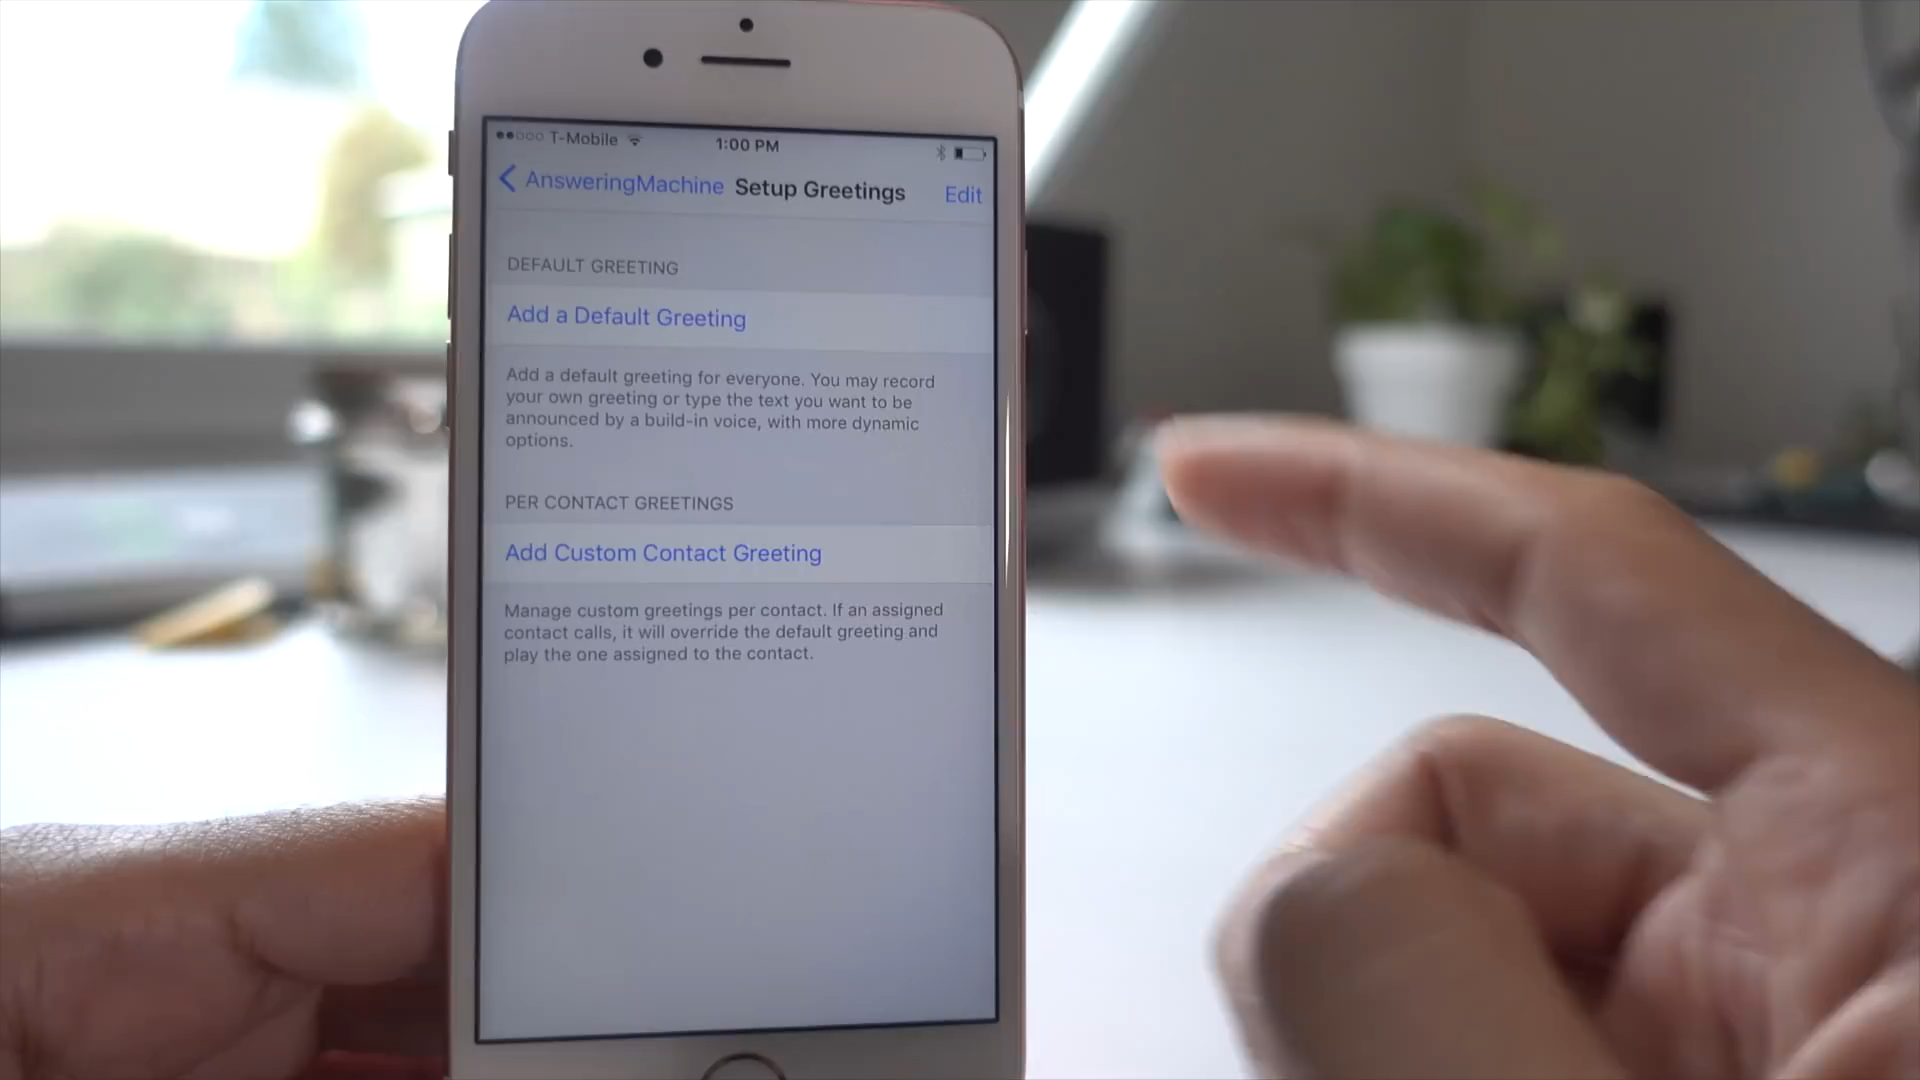 T-Mobile 1:00 PM
AnsweringMachine Setup Greetings Edit
DEFAULT GREETING
Add a Default Greeting
Add a default greeting for everyone. You may record
your own greeting or type the text you want to be
announced by a build-in voice, with more dynamic
options.
PER CONTACT GREETINGS
Add Custom Contact Greeting
Manage custom greetings per contact. If an assigned
contact calls, it will override the default greeting and
play the one assigned to the contact.